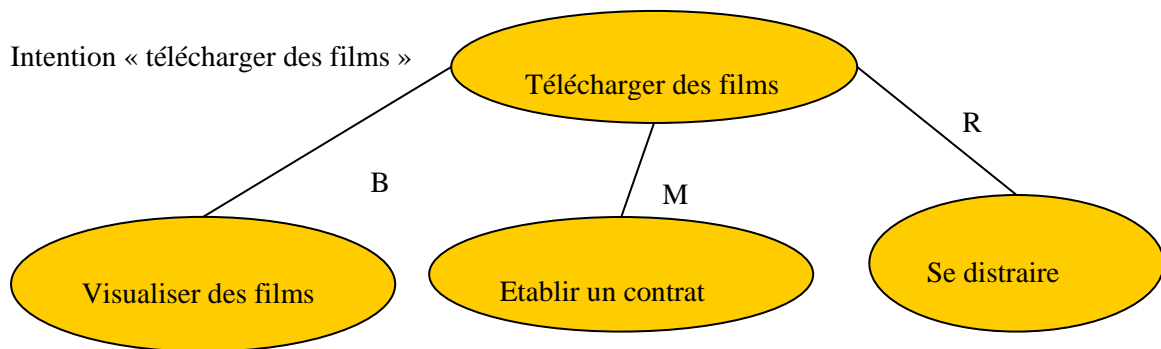 Intention « télécharger des films »
Télécharger des films
R
B
M
Visualiser des films
Etablir un contrat
Se distraire